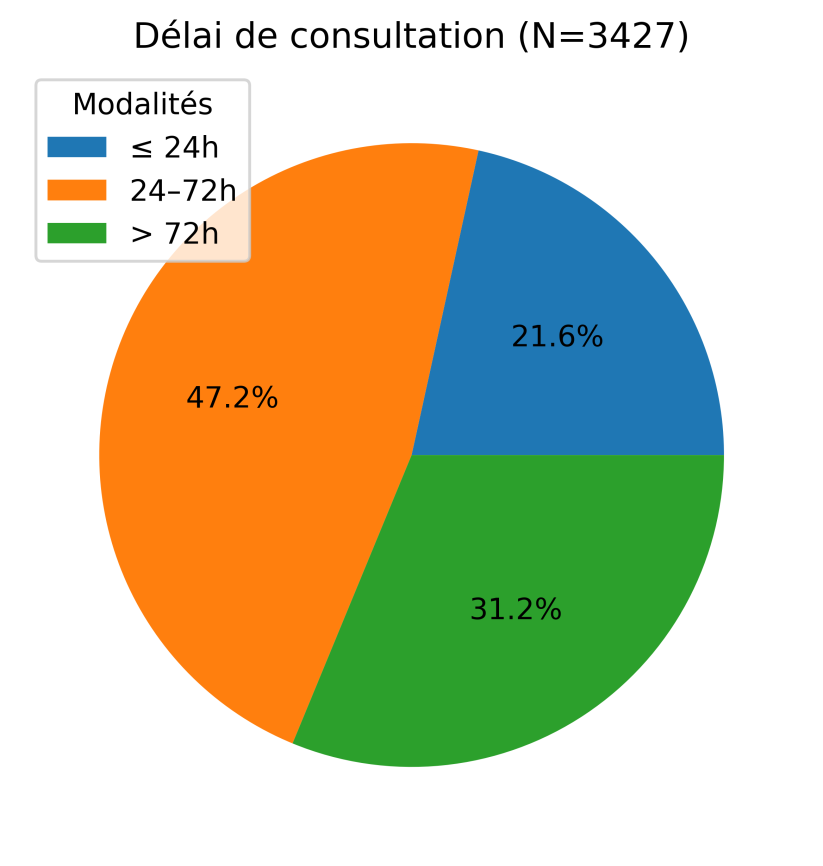 Délai de consultation (N=3427)
Modalités
≤ 24h
24–72h
> 72h
21.6%
47.2%
31.2%